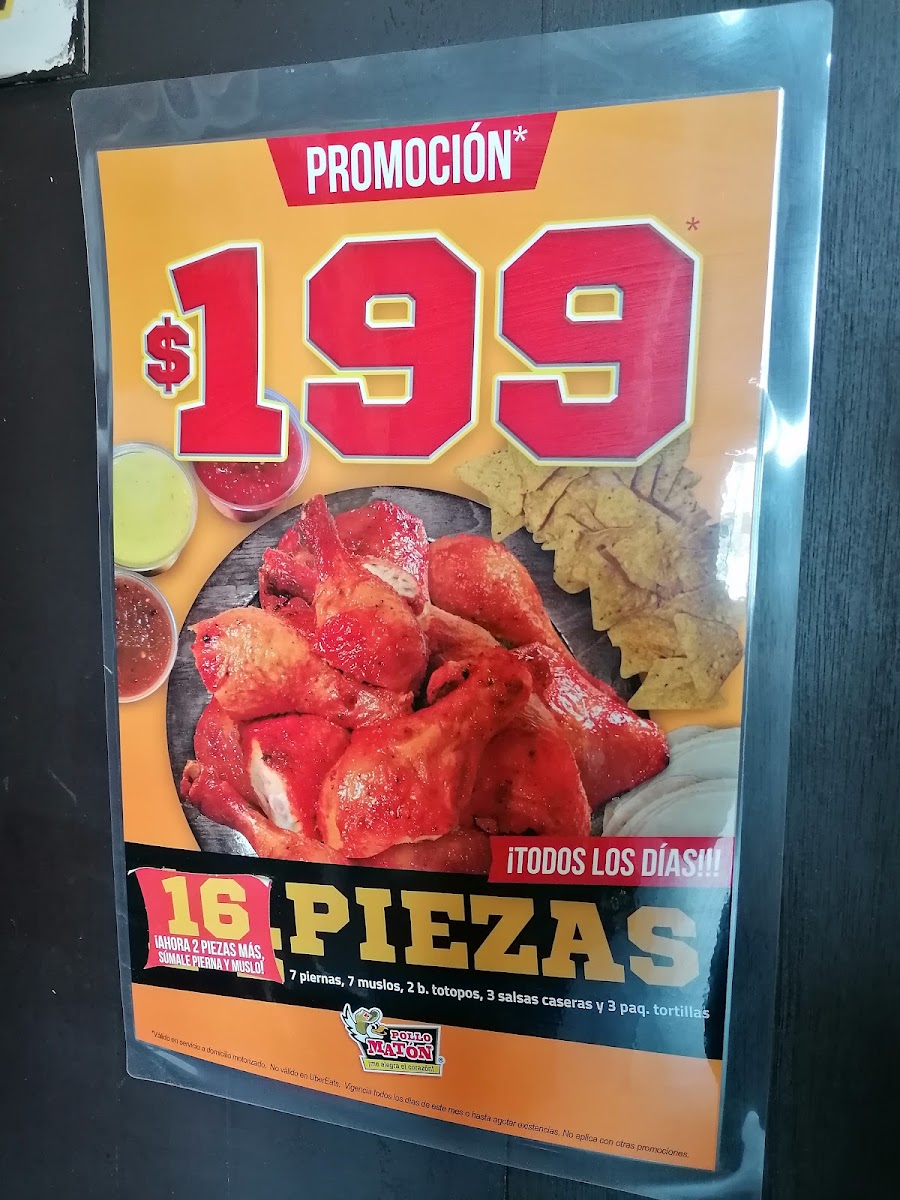 PROMOCIÓN*
$199*
¡TODOS LOS DÍAS!!!
16 PIEZAS
¡AHORA 2 PIEZAS MÁS,
SÚMALE PIERNA Y MUSLO!
7 piernas, 7 muslos, 2 b. totopos, 3 salsas caseras y 3 paq. tortillas
POLLO
MATÓN
¡me alegra el corazón!
*Válido en servicio a domicilio motorizado. No válido en UberEats. Vigencia todos los días de este mes o hasta agotar existencias. No aplica con otras promociones.